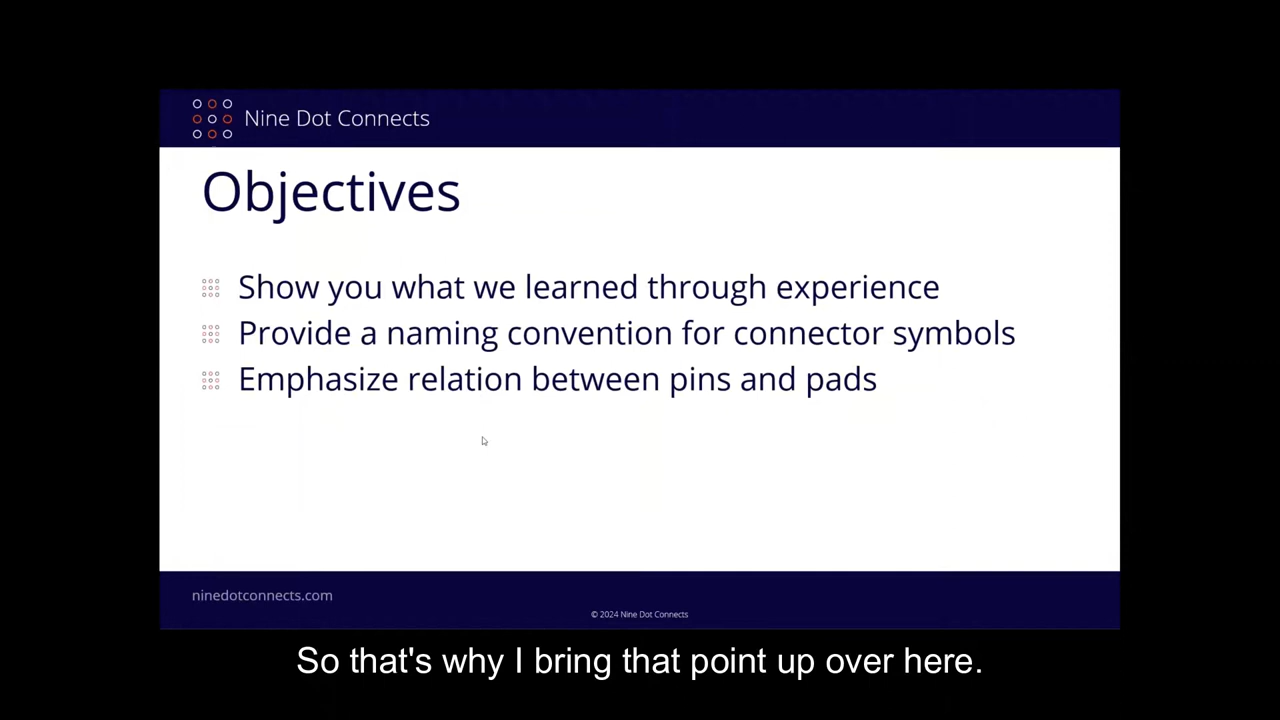 Nine Dot Connects
Objectives
Show you what we learned through experience
Provide a naming convention for connector symbols
Emphasize relation between pins and pads
ninedotconnects.com
© 2024 Nine Dot Connects
So that's why I bring that point up over here.